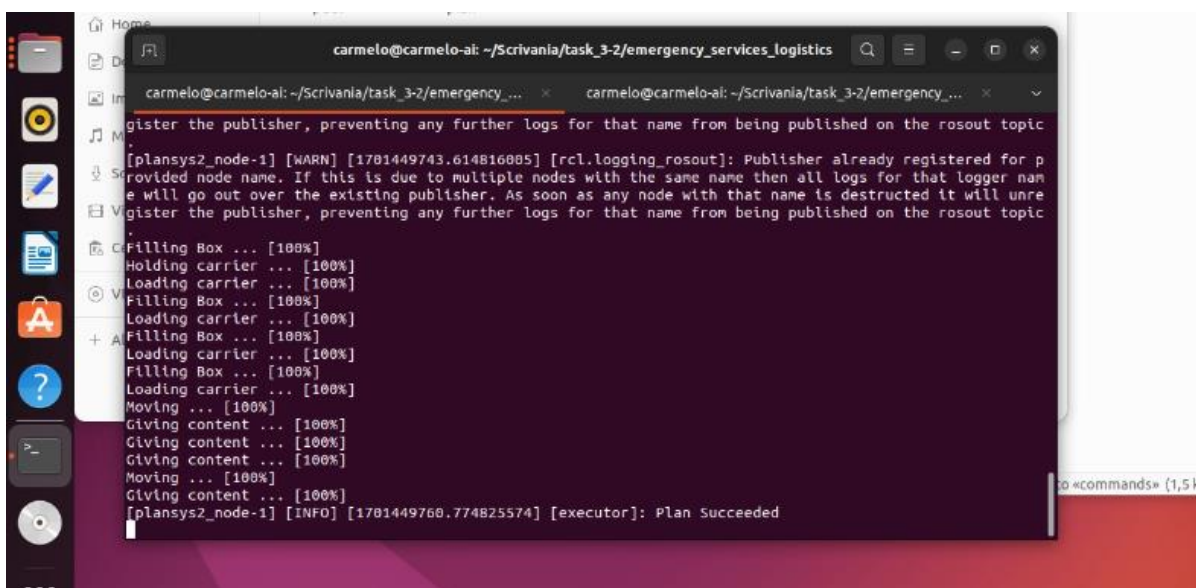 Home
carmelo@carmelo-ai: ~/Scrivania/task_3-2/emergency_services_logistics
carmelo@carmelo-ai: ~/Scrivania/task_3-2/emergency_... × carmelo@carmelo-ai: ~/Scrivania/task_3-2/emergency_... ×
gister the publisher, preventing any further logs for that name from being published on the rosout topic
.
[plansys2_node-1] [WARN] [1701449743.614816005] [rcl.logging_rosout]: Publisher already registered for p
rovided node name. If this is due to multiple nodes with the same name then all logs for that logger nam
e will go out over the existing publisher. As soon as any node with that name is destructed it will unre
gister the publisher, preventing any further logs for that name from being published on the rosout topic
.
Filling Box ... [100%]
Holding carrier ... [100%]
Loading carrier ... [100%]
Filling Box ... [100%]
Loading carrier ... [100%]
Filling Box ... [100%]
Loading carrier ... [100%]
Filling Box ... [100%]
Loading carrier ... [100%]
Moving ... [100%]
Giving content ... [100%]
Giving content ... [100%]
Giving content ... [100%]
Moving ... [100%]
Giving content ... [100%]
[plansys2_node-1] [INFO] [1701449760.774825574] [executor]: Plan Succeeded
to «commands» (1,5 k